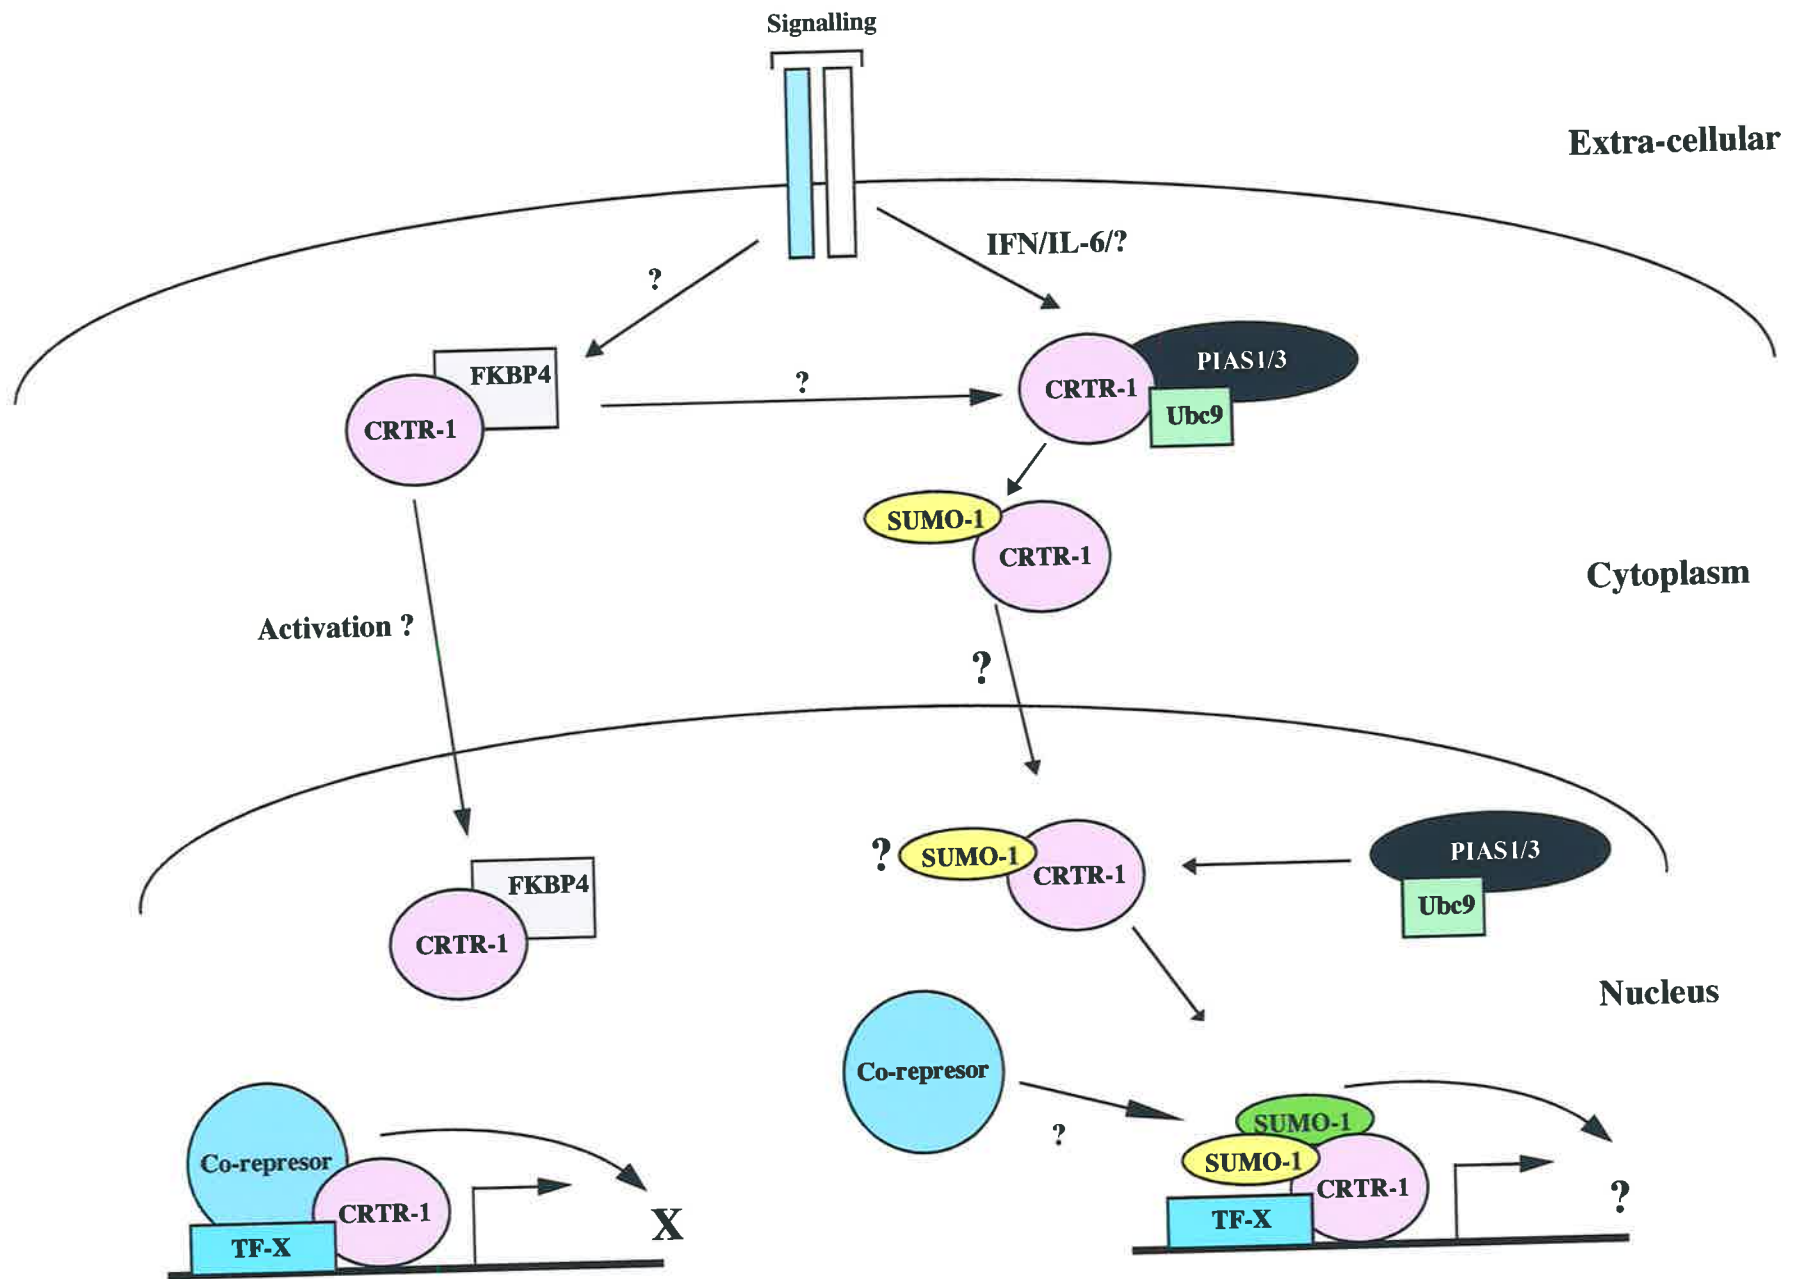 Signalling
Extra-cellular
IFN/IL-6/?
?
FKBP4
CRTR-1
?
CRTR-1
PIAS1/3
Ubc9
SUMO-1
CRTR-1
Cytoplasm
Activation ?
?
FKBP4
CRTR-1
?
SUMO-1
CRTR-1
PIAS1/3
Ubc9
Nucleus
Co-represor
?
Co-represor
CRTR-1
TF-X
X
SUMO-1
SUMO-1
CRTR-1
TF-X
?